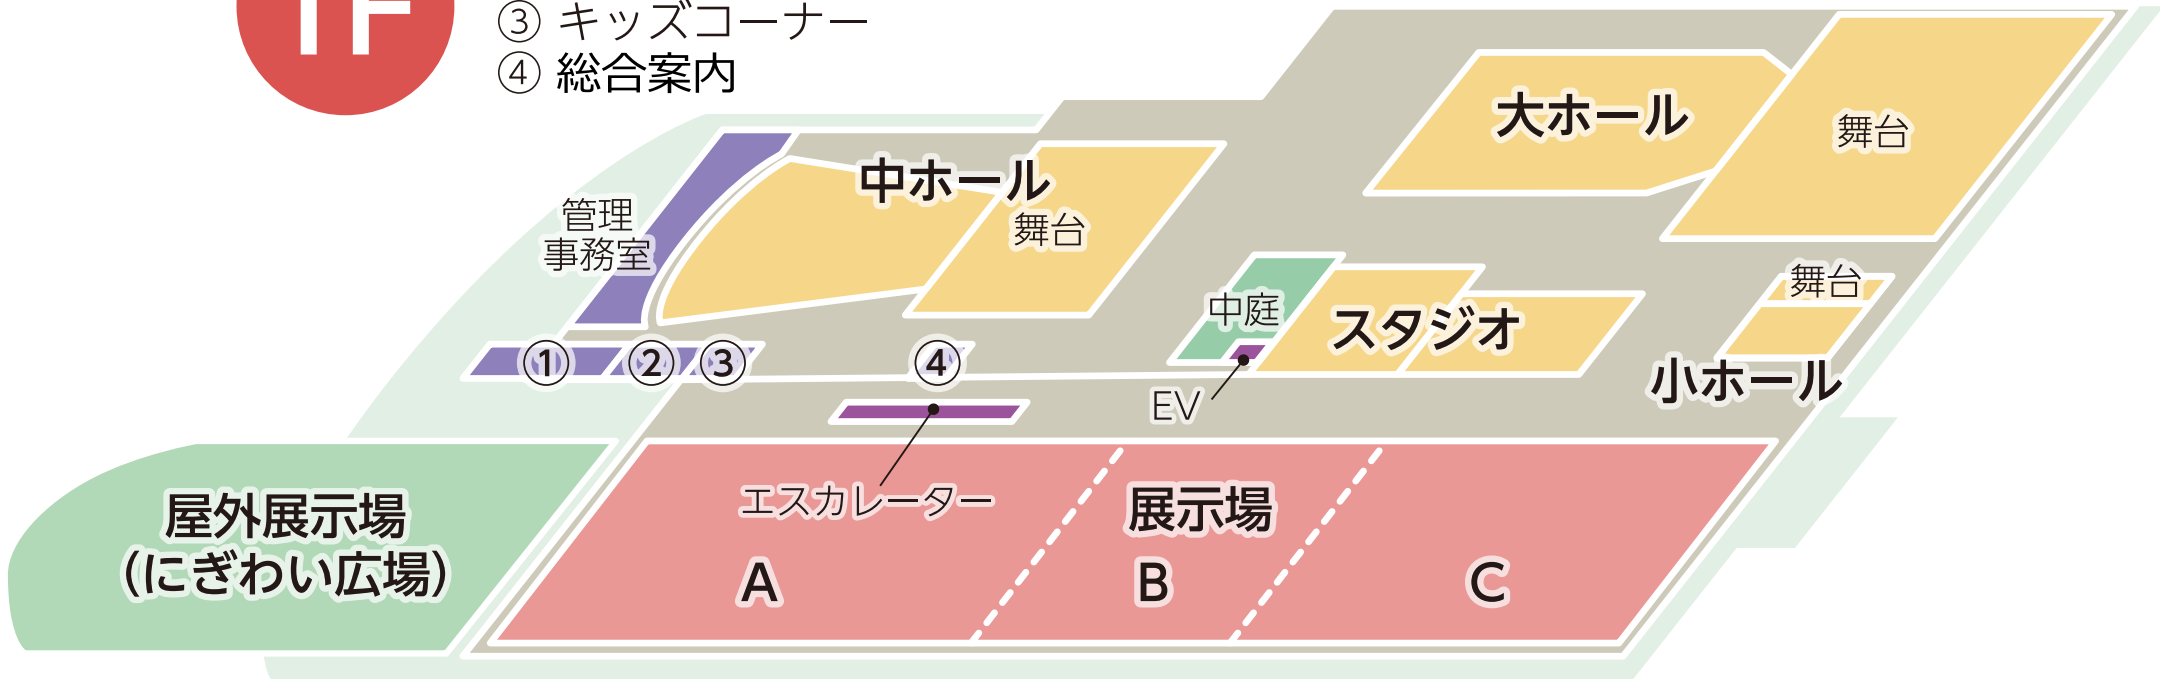 1F
③ キッズコーナー
④ 総合案内
大ホール
舞台
中ホール
舞台
管理
事務室
中庭
スタジオ
舞台
小ホール
①
②
③
④
EV
エスカレーター
展示場
A
B
C
屋外展示場
(にぎわい広場)